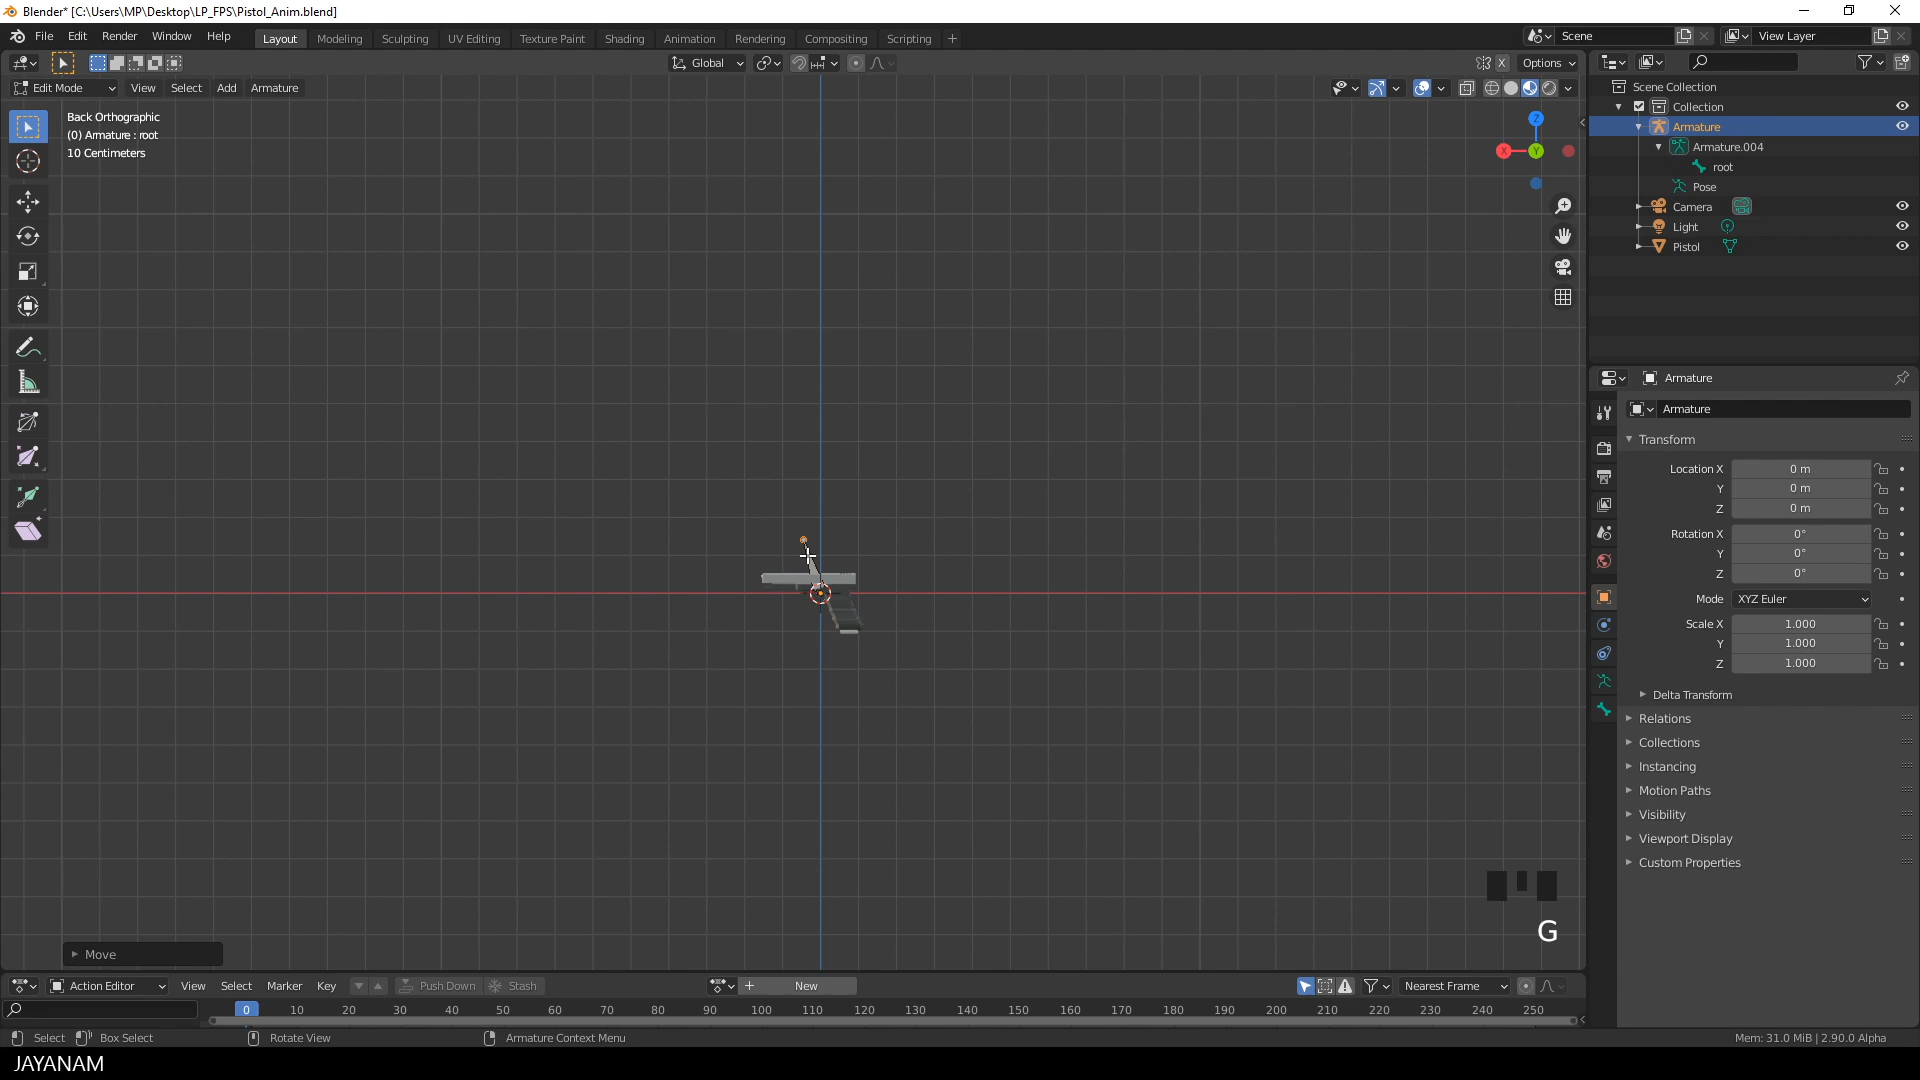 Blender* [C:\Users\MP\Desktop\LP_FPS\Pistol_Anim.blend]
File Edit Render Window Help Layout Modeling Sculpting UV Editing Texture Paint Shading Animation Rendering Compositing Scripting + Scene View Layer
Global Options
Edit Mode View Select Add Armature
Back Orthographic
(0) Armature : root
10 Centimeters
Z
X Y
Scene Collection
Collection
Armature
Armature.004
root
Pose
Camera
Light
Pistol
Armature
Armature
Transform
Location X 0 m
Y 0 m
Z 0 m
Rotation X 0°
Y 0°
Z 0°
Mode XYZ Euler
Scale X 1.000
Y 1.000
Z 1.000
Delta Transform
Relations
Collections
Instancing
Motion Paths
Visibility
Viewport Display
Custom Properties
G
Move
Action Editor View Select Marker Key Push Down Stash + New Nearest Frame
0 10 20 30 40 50 60 70 80 90 100 110 120 130 140 150 160 170 180 190 200 210 220 230 240 250
Select Box Select Rotate View Armature Context Menu Mem: 31.0 MiB | 2.90.0 Alpha
JAYANAM